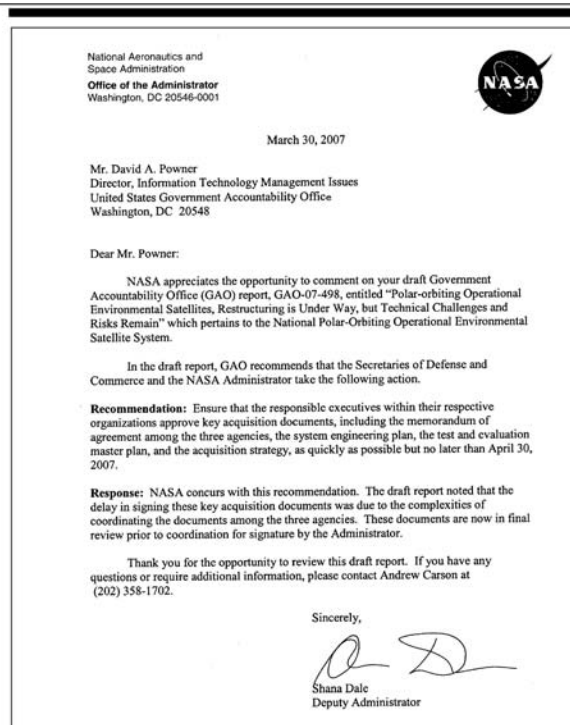 National Aeronautics and
Space Administration
Office of the Administrator
Washington, DC 20546-0001
NASA
March 30, 2007
Mr. David A. Powner
Director, Information Technology Management Issues
United States Government Accountability Office
Washington, DC 20548
Dear Mr. Powner:
NASA appreciates the opportunity to comment on your draft Government
Accountability Office (GAO) report, GAO-07-498, entitled “Polar-orbiting Operational
Environmental Satellites, Restructuring is Under Way, but Technical Challenges and
Risks Remain” which pertains to the National Polar-Orbiting Operational Environmental
Satellite System.
In the draft report, GAO recommends that the Secretaries of Defense and
Commerce and the NASA Administrator take the following action.
Recommendation: Ensure that the responsible executives within their respective
organizations approve key acquisition documents, including the memorandum of
agreement among the three agencies, the system engineering plan, the test and evaluation
master plan, and the acquisition strategy, as quickly as possible but no later than April 30,
2007.
Response: NASA concurs with this recommendation. The draft report noted that the
delay in signing these key acquisition documents was due to the complexities of
coordinating the documents among the three agencies. These documents are now in final
review prior to coordination for signature by the Administrator.
Thank you for the opportunity to review this draft report. If you have any
questions or require additional information, please contact Andrew Carson at
(202) 358-1702.
Sincerely,
Shana Dale
Deputy Administrator